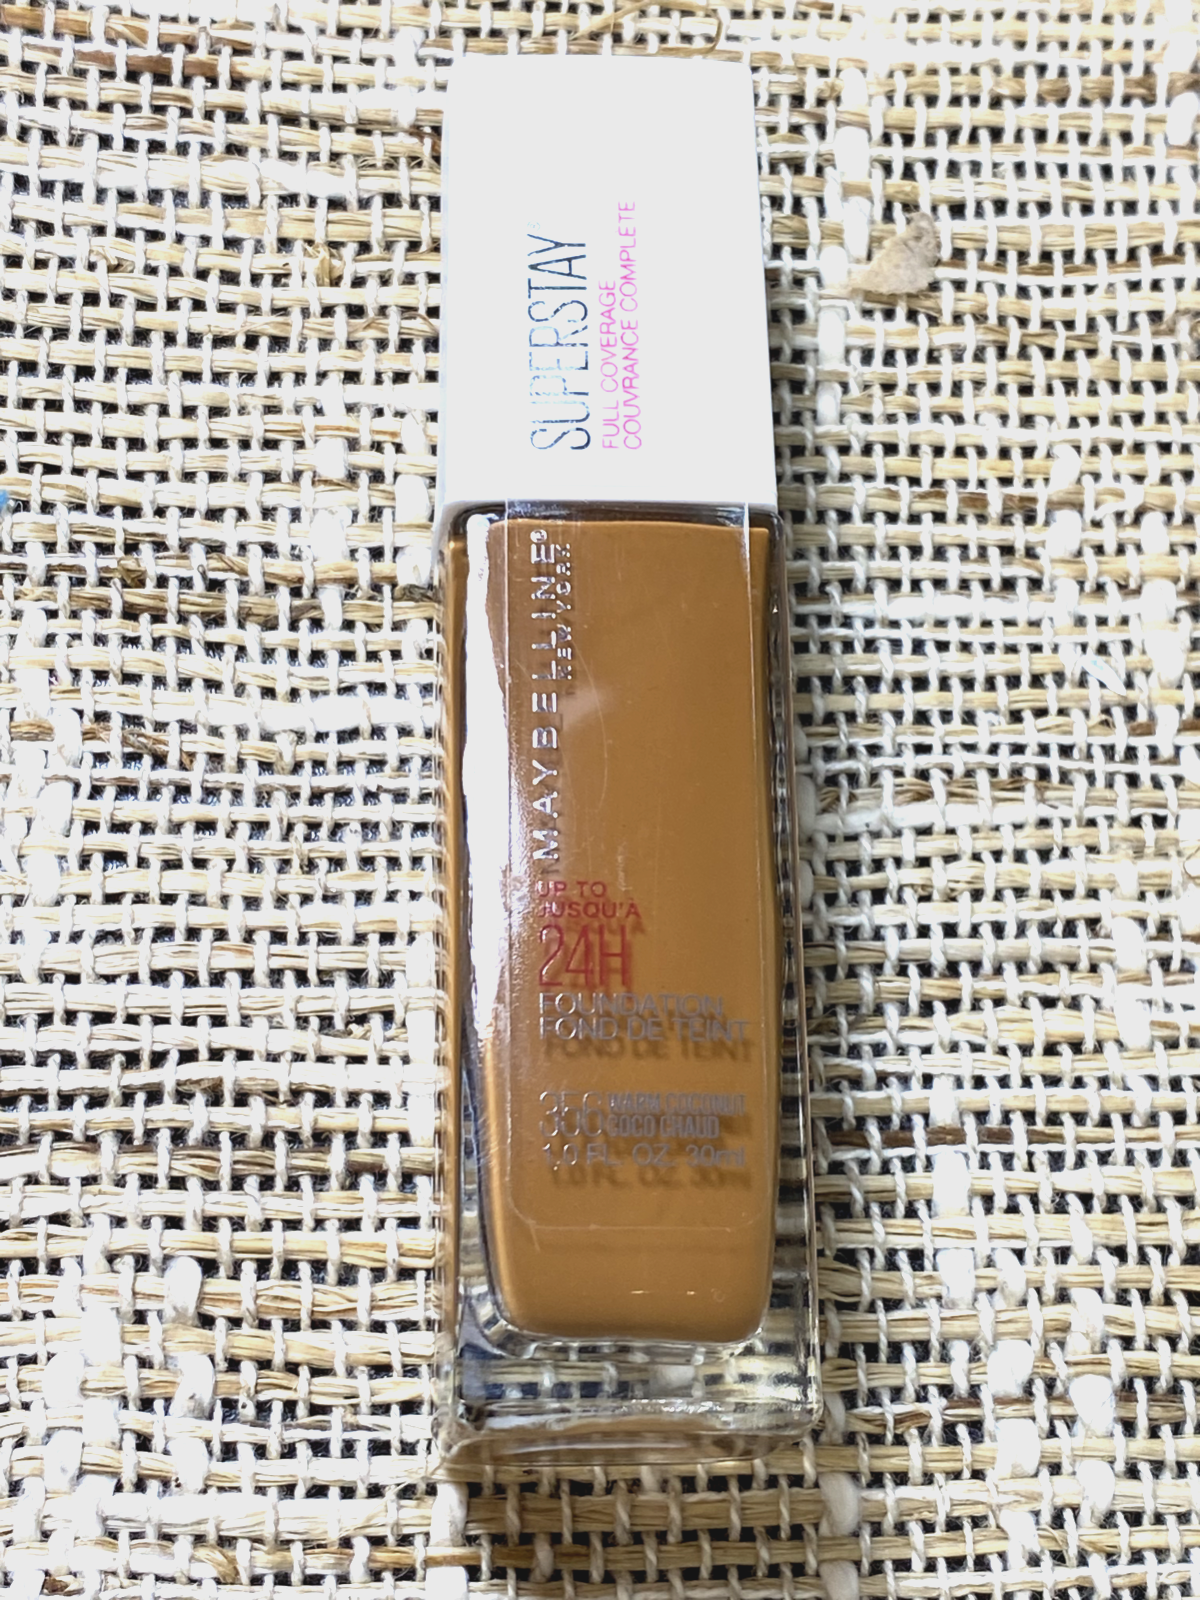 SUPERSTAY®
FULL COVERAGE
COUVRANCE COMPLETE
MAYBELLINE®
NEW YORK
UP TO
JUSQU'À
24H
FOUNDATION
FOND DE TEINT
356 WARM COCONUT
COCO CHAUD
1.0 FL. OZ. 30ml